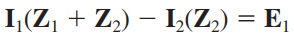 I₁(Z₁ + Z₂) − I₂(Z₂) = E₁